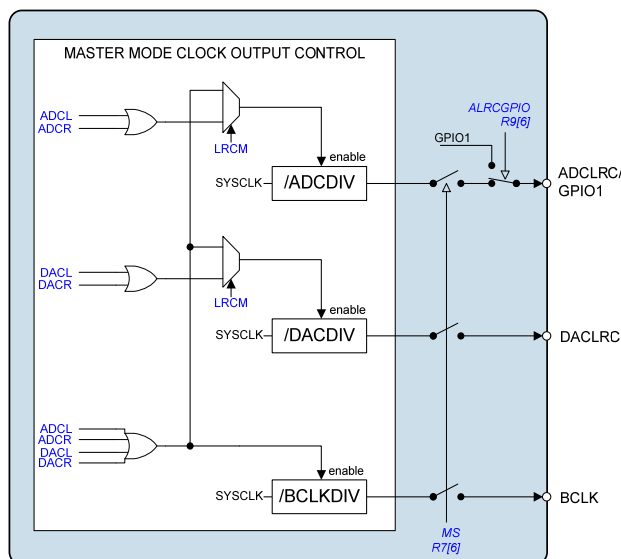 MASTER MODE CLOCK OUTPUT CONTROL
ADCL
ADCR
LRCM
ALRCGPIO
R9[6]
GPIO1
enable
SYSCLK
/ADCDIV
ADCLRC/
GPIO1
DACL
DACR
LRCM
enable
SYSCLK
/DACDIV
DACLRC
ADCL
ADCR
DACL
DACR
enable
SYSCLK
/BCLKDIV
BCLK
MS
R7[6]